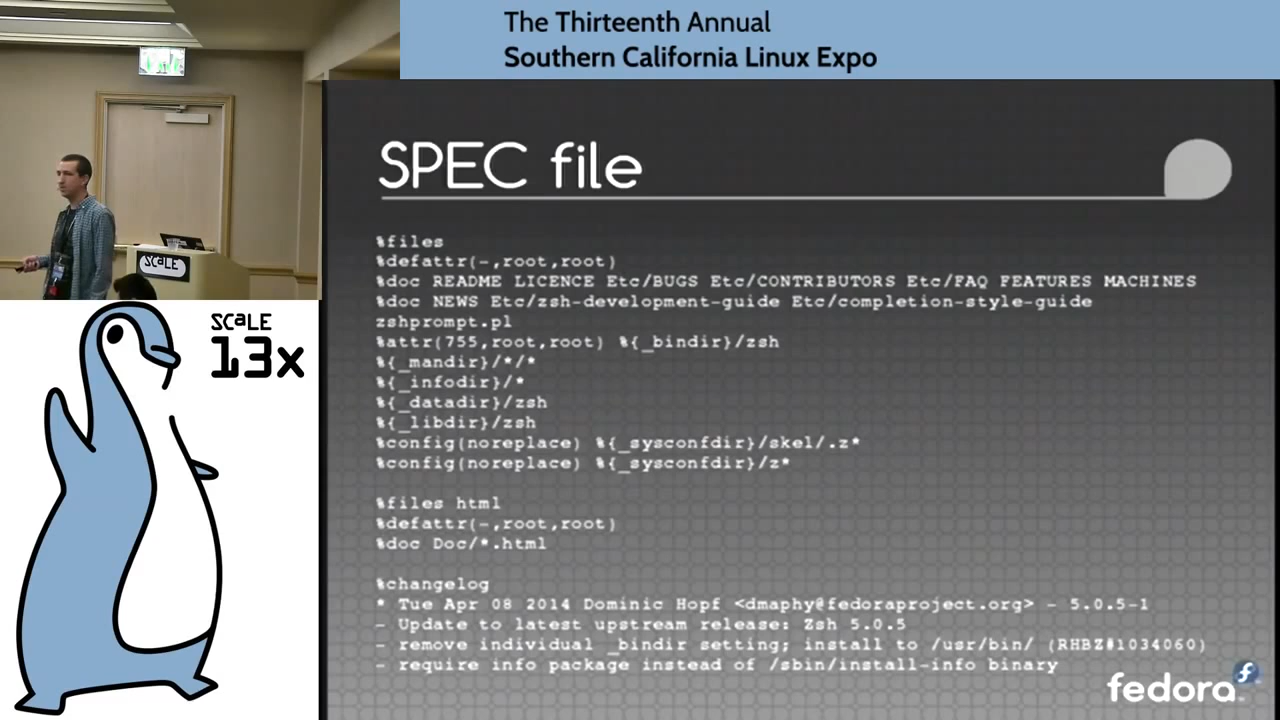 The Thirteenth Annual
Southern California Linux Expo
SCaLE
SCALE
13x
SPEC file
%files
%defattr(-,root,root)
%doc README LICENCE Etc/BUGS Etc/CONTRIBUTORS Etc/FAQ FEATURES MACHINES
%doc NEWS Etc/zsh-development-guide Etc/completion-style-guide
zshprompt.pl
%attr(755,root,root) %{_bindir}/zsh
%{_mandir}/*/*
%{_infodir}/*
%{_datadir}/zsh
%{_libdir}/zsh
%config(noreplace) %{_sysconfdir}/skel/.z*
%config(noreplace) %{_sysconfdir}/z*
%files html
%defattr(-,root,root)
%doc Doc/*.html
%changelog
* Tue Apr 08 2014 Dominic Hopf <dmaphy@fedoraproject.org> - 5.0.5-1
- Update to latest upstream release: Zsh 5.0.5
- remove individual _bindir setting; install to /usr/bin/ (RHBZ#1034060)
- require info package instead of /sbin/install-info binary
fedora